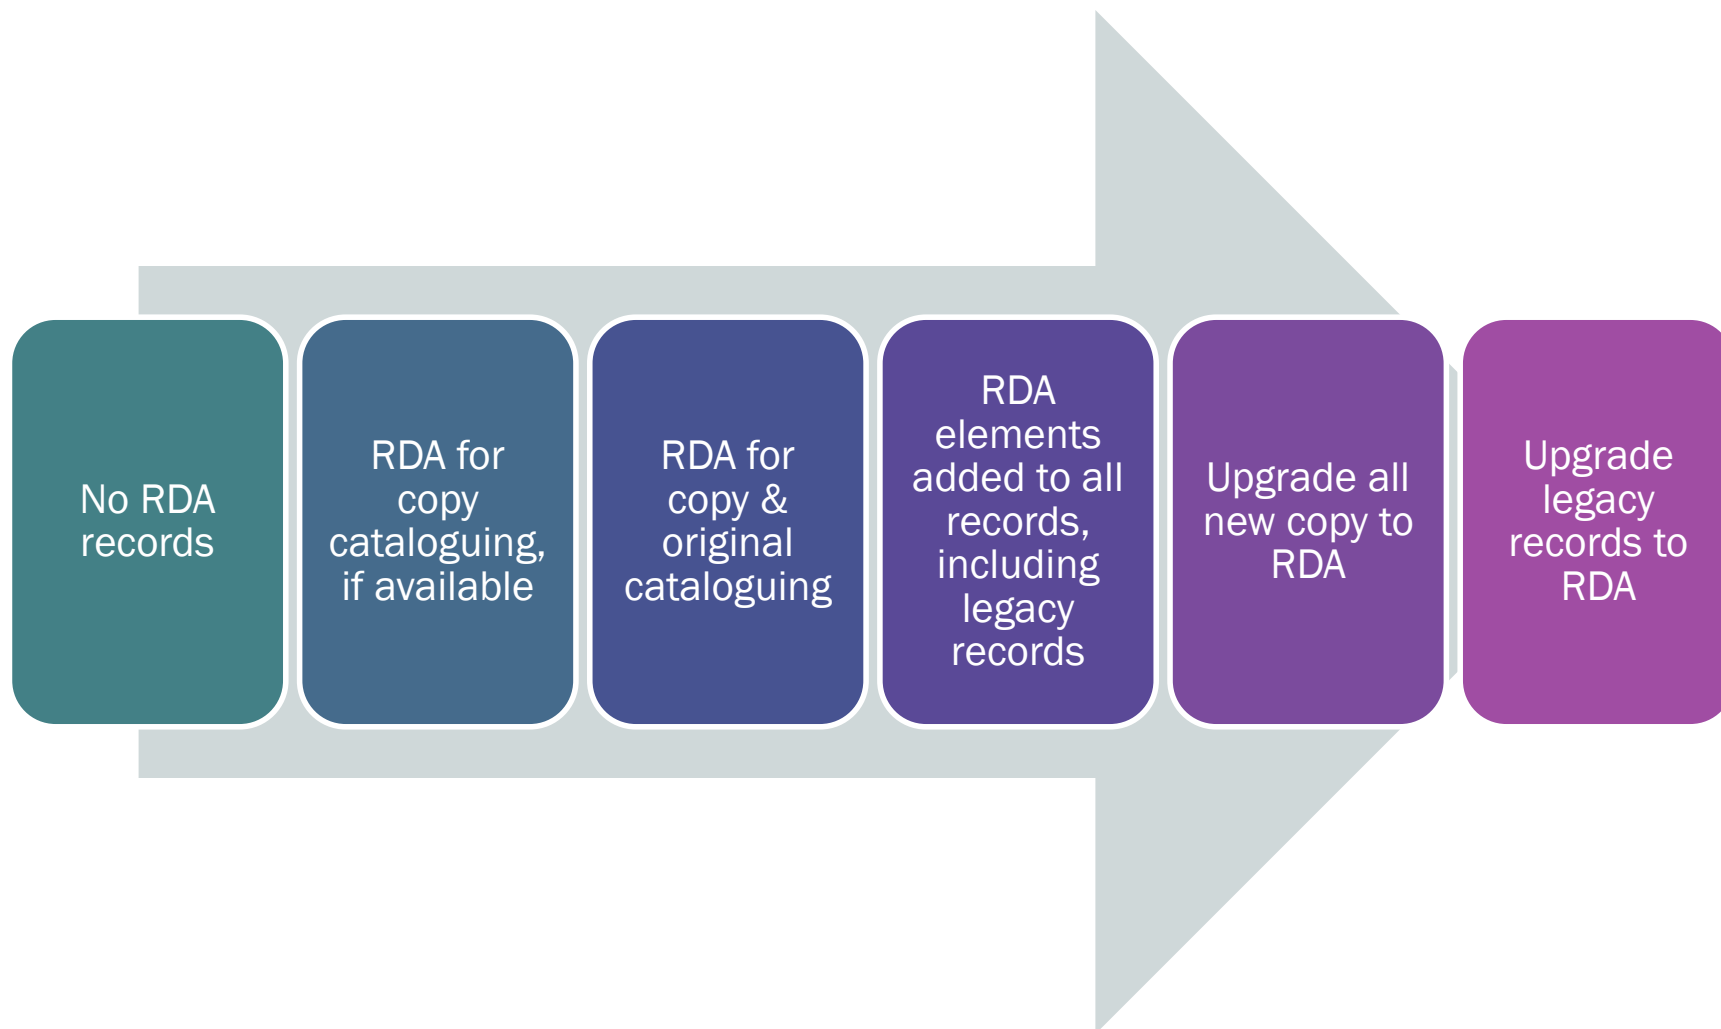 No RDA
records
RDA for
copy
cataloguing,
if available
RDA for
copy &
original
cataloguing
RDA
elements
added to all
records,
including
legacy
records
Upgrade all
new copy to
RDA
Upgrade
legacy
records to
RDA